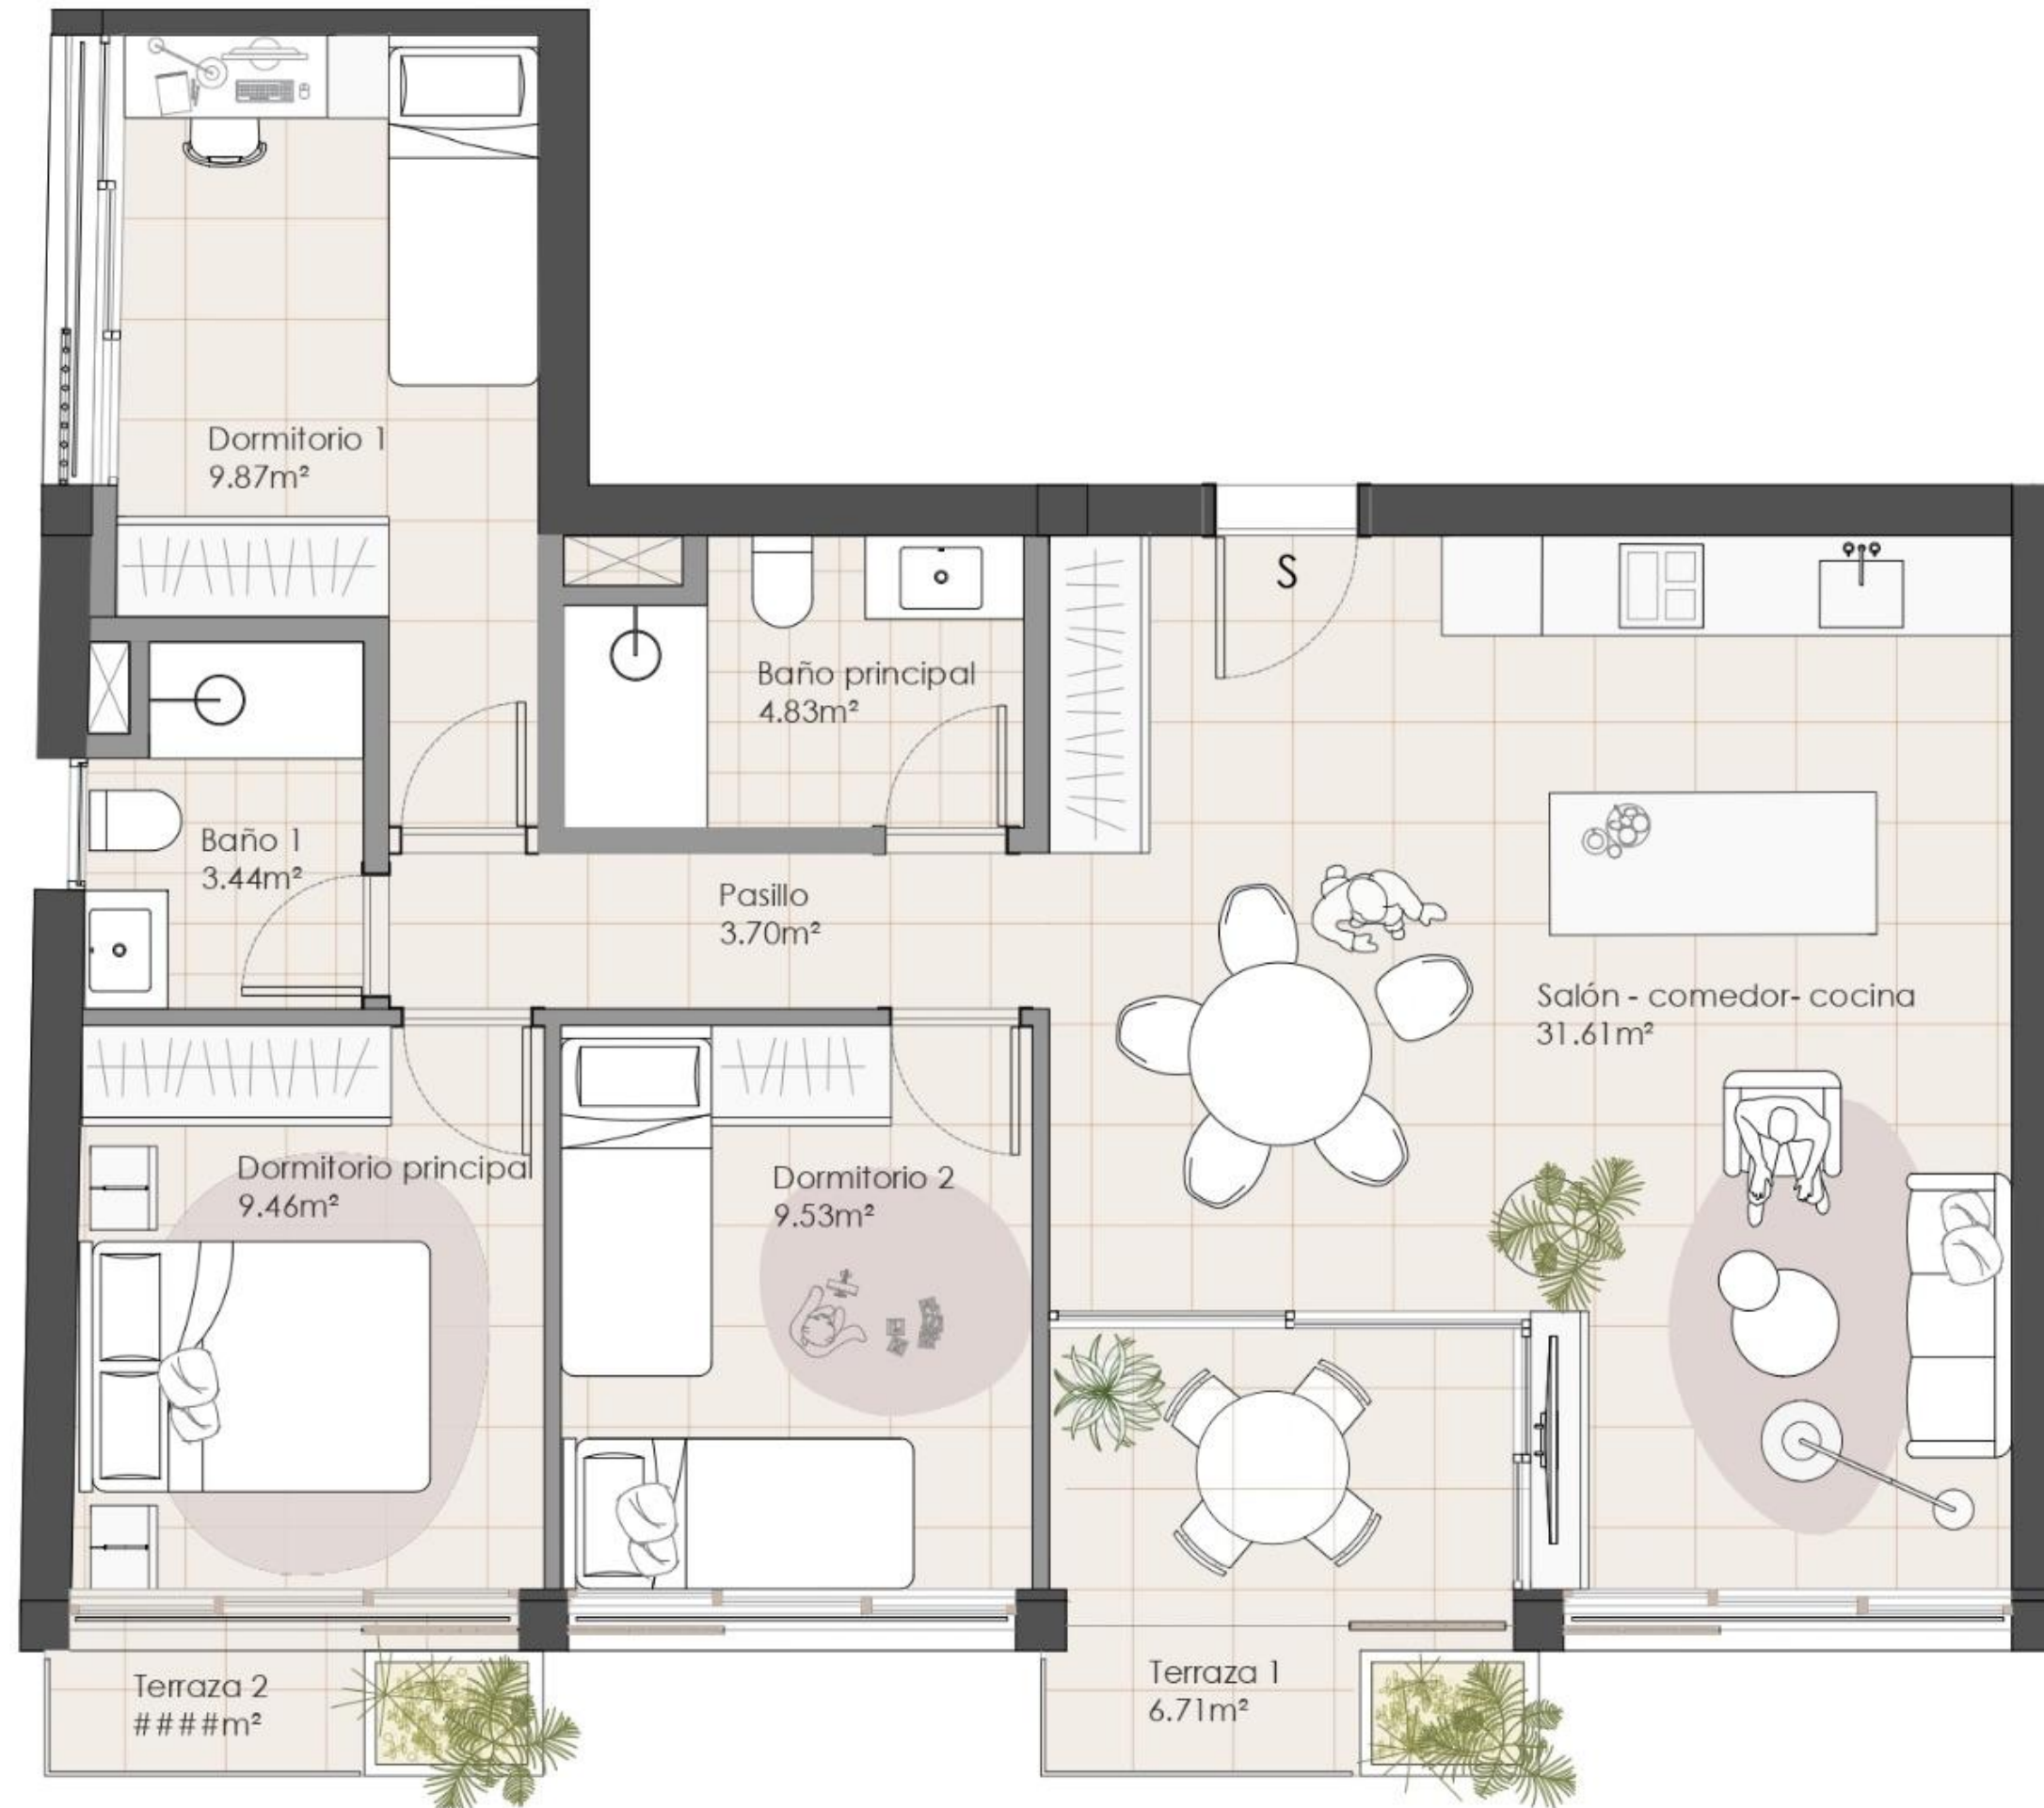 Dormitorio 1
9.87m²
S
Baño principal
4.83m²
Baño 1
3.44m²
Pasillo
3.70m²
Salón - comedor- cocina
31.61m²
Dormitorio principal
9.46m²
Dormitorio 2
9.53m²
Terraza 2
####m²
Terraza 1
6.71m²